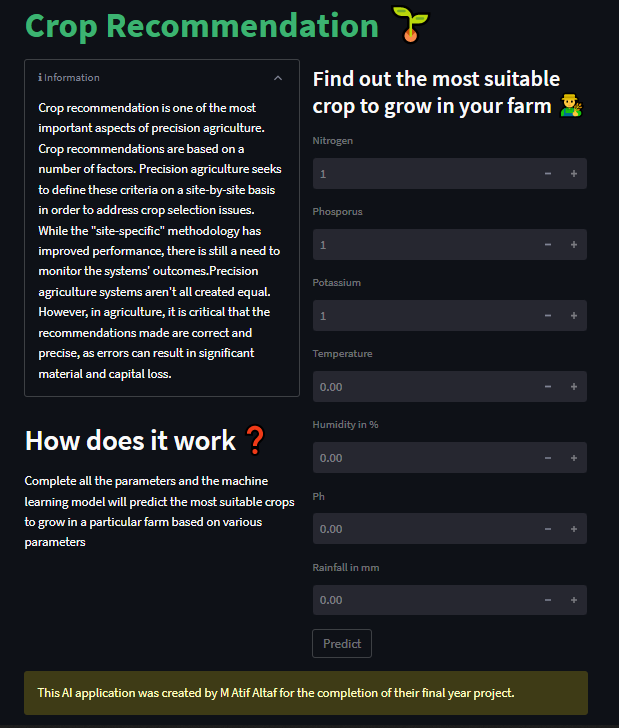 Crop Recommendation
Information
Crop recommendation is one of the most
important aspects of precision agriculture.
Crop recommendations are based on a
number of factors. Precision agriculture seeks
to define these criteria on a site-by-site basis
in order to address crop selection issues.
While the "site-specific" methodology has
improved performance, there is still a need to
monitor the systems' outcomes.Precision
agriculture systems aren't all created equal.
However, in agriculture, it is critical that the
recommendations made are correct and
precise, as errors can result in significant
material and capital loss.
How does it work ❓
Complete all the parameters and the machine
learning model will predict the most suitable crops
to grow in a particular farm based on various
parameters
Find out the most suitable
crop to grow in your farm
Nitrogen
1
Phosporus
1
Potassium
1
Temperature
0.00
Humidity in %
0.00
Ph
0.00
Rainfall in mm
0.00
Predict
This AI application was created by M Atif Altaf for the completion of their final year project.